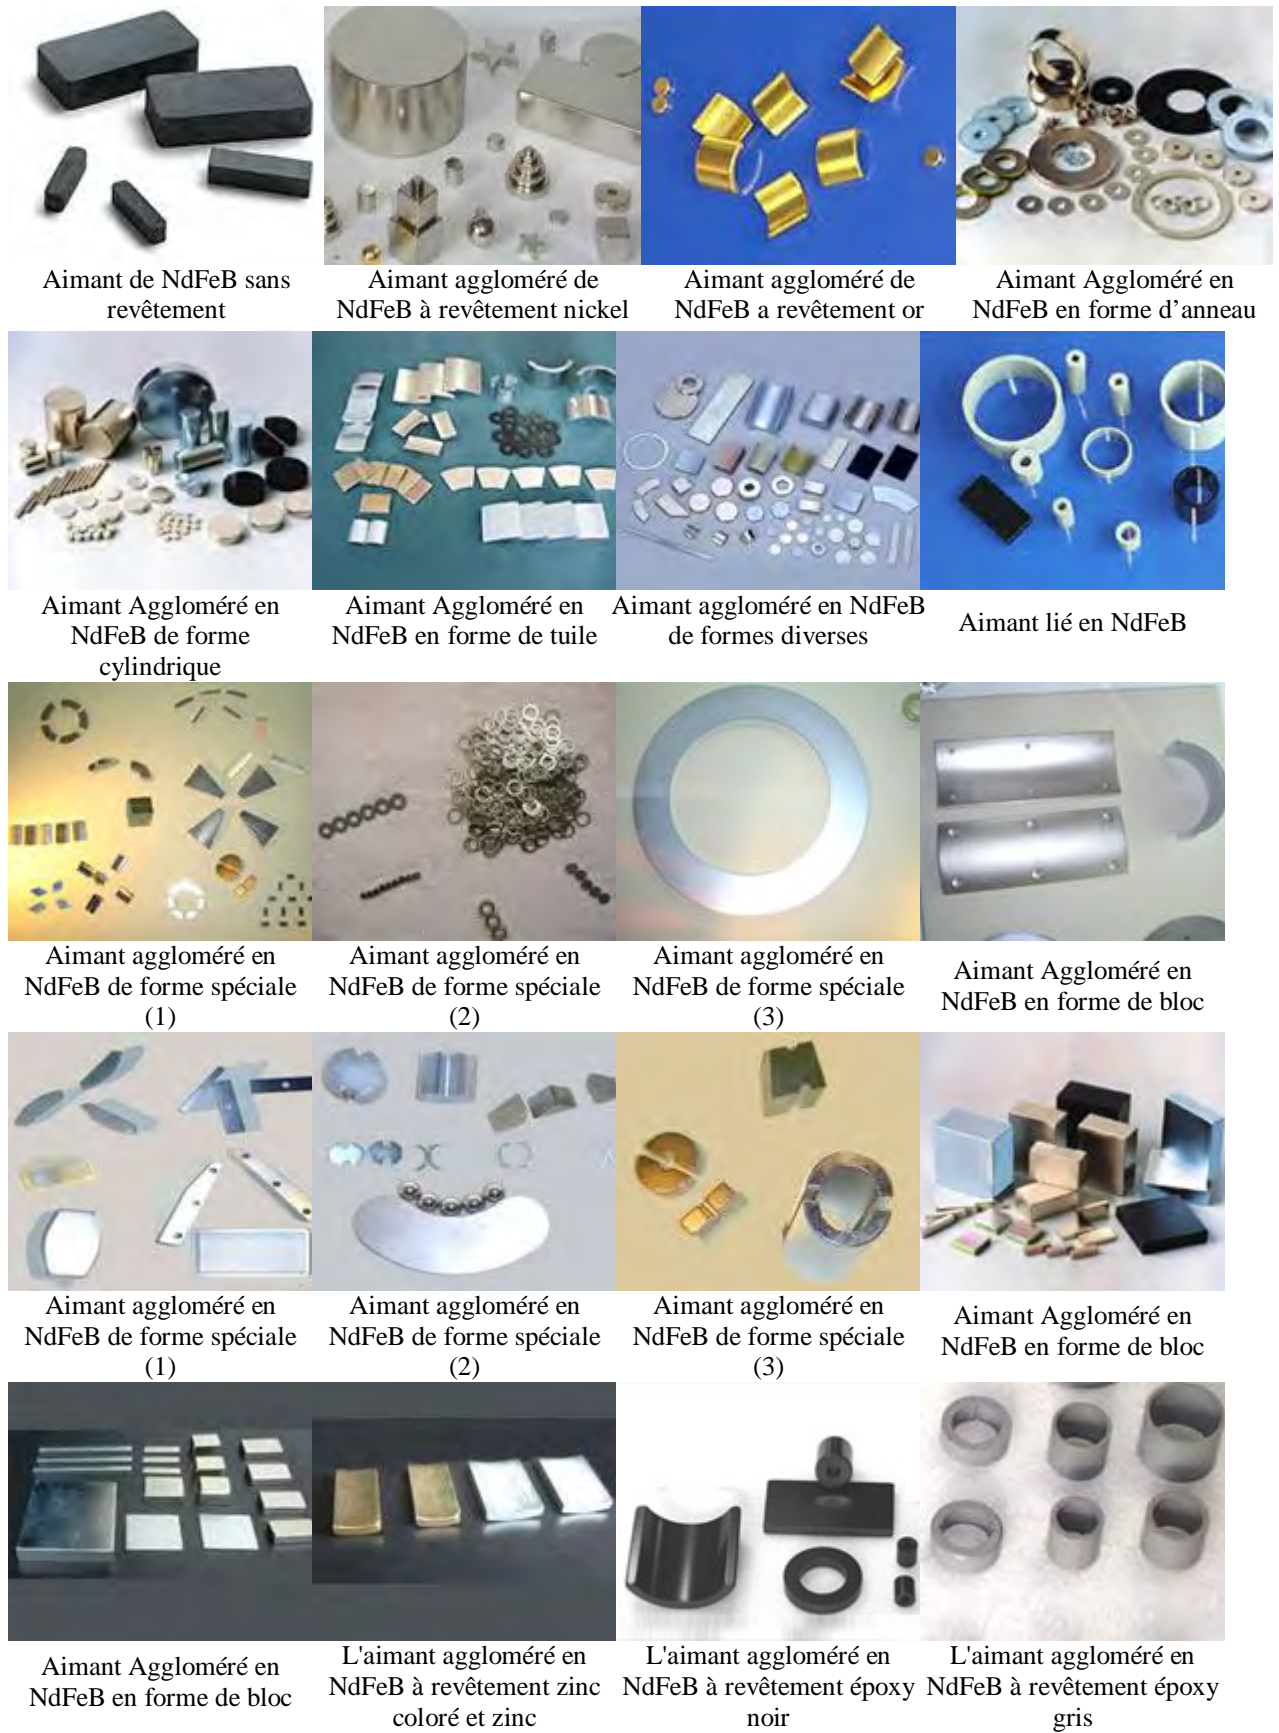 Aimant de NdFeB sans
revêtement
Aimant aggloméré de
NdFeB à revêtement nickel
Aimant aggloméré de
NdFeB a revêtement or
Aimant Aggloméré en
NdFeB en forme d’anneau
Aimant Aggloméré en
NdFeB de forme
cylindrique
Aimant Aggloméré en
NdFeB en forme de tuile
Aimant aggloméré en NdFeB
de formes diverses
Aimant lié en NdFeB
Aimant aggloméré en
NdFeB de forme spéciale
(1)
Aimant aggloméré en
NdFeB de forme spéciale
(2)
Aimant aggloméré en
NdFeB de forme spéciale
(3)
Aimant Aggloméré en
NdFeB en forme de bloc
Aimant aggloméré en
NdFeB de forme spéciale
(1)
Aimant aggloméré en
NdFeB de forme spéciale
(2)
Aimant aggloméré en
NdFeB de forme spéciale
(3)
Aimant Aggloméré en
NdFeB en forme de bloc
Aimant Aggloméré en
NdFeB en forme de bloc
L'aimant aggloméré en
NdFeB à revêtement zinc
coloré et zinc
L'aimant aggloméré en
NdFeB à revêtement époxy
noir
L'aimant aggloméré en
NdFeB à revêtement époxy
gris